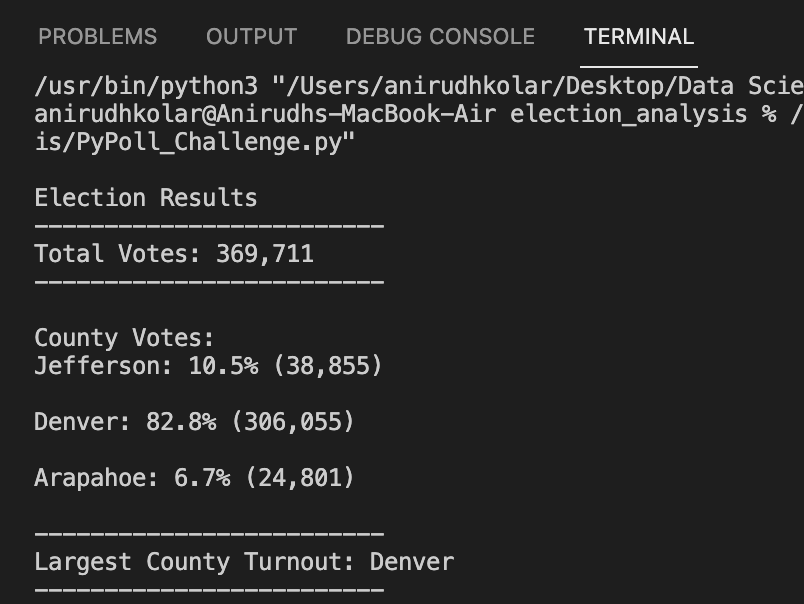 PROBLEMS OUTPUT DEBUG CONSOLE TERMINAL
/usr/bin/python3 "/Users/anirudhkolar/Desktop/Data Scie
anirudhkolar@Anirudhs-MacBook-Air election_analysis % /
is/PyPoll_Challenge.py"
Election Results
-------------------------
Total Votes: 369,711
-------------------------
County Votes:
Jefferson: 10.5% (38,855)
Denver: 82.8% (306,055)
Arapahoe: 6.7% (24,801)
-------------------------
Largest County Turnout: Denver
-------------------------